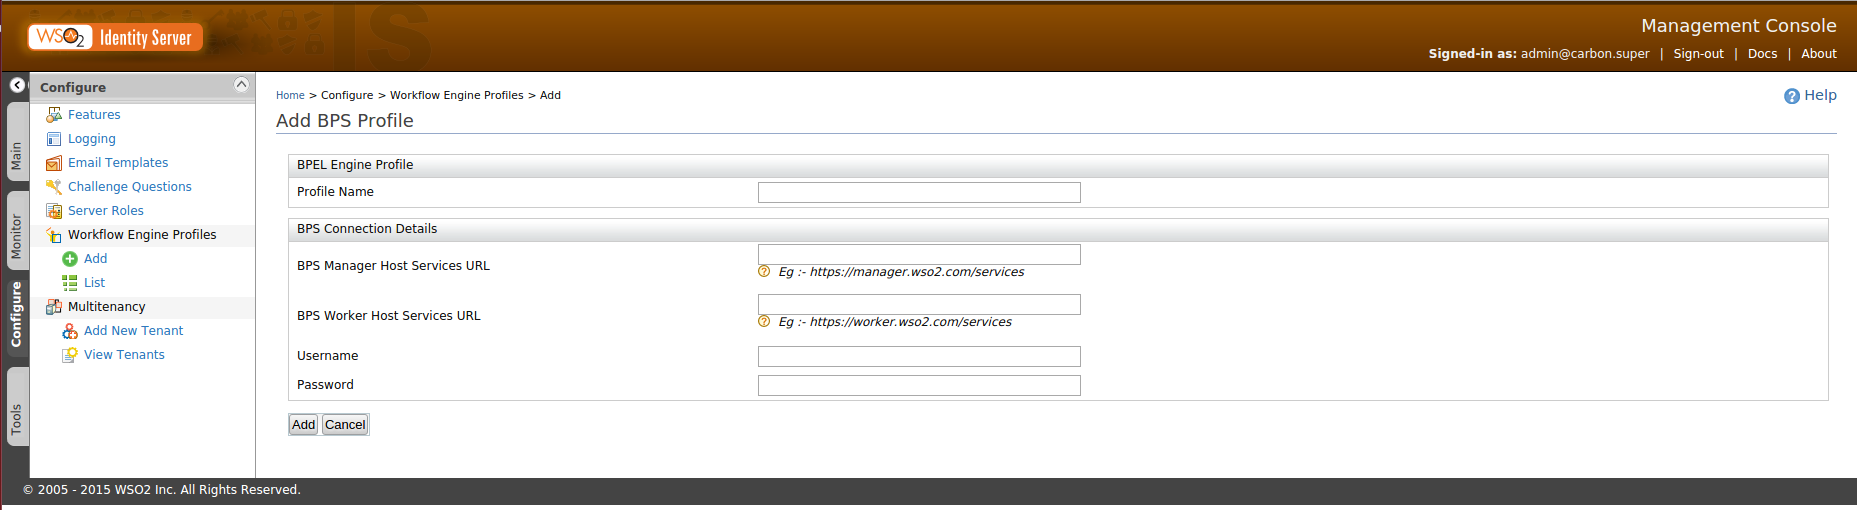 WSO2 Identity Server
Management Console
Signed-in as: admin@carbon.super | Sign-out | Docs | About
Main
Monitor
Configure
Tools
Configure
Features
Logging
Email Templates
Challenge Questions
Server Roles
Workflow Engine Profiles
Add
List
Multitenancy
Add New Tenant
View Tenants
Home > Configure > Workflow Engine Profiles > Add
? Help
Add BPS Profile
BPEL Engine Profile
Profile Name
BPS Connection Details
BPS Manager Host Services URL
? Eg :- https://manager.wso2.com/services
BPS Worker Host Services URL
? Eg :- https://worker.wso2.com/services
Username
Password
Add Cancel
© 2005 - 2015 WSO2 Inc. All Rights Reserved.